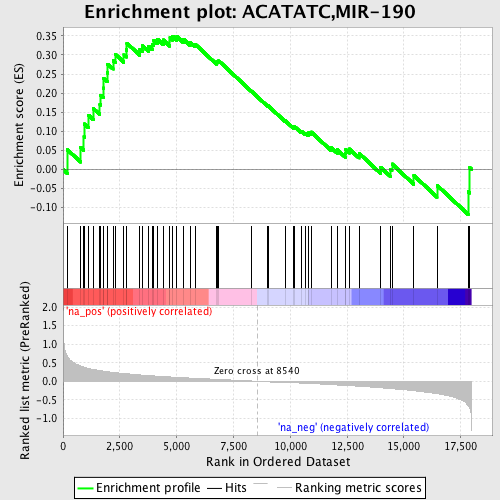 Enrichment plot: ACATATC,MIR-190
Enrichment score (ES)
0.35
0.30
0.25
0.20
0.15
0.10
0.05
0.00
-0.05
-0.10
'na_pos' (positively correlated)
Ranked list metric (PreRanked)
2.0
1.5
1.0
0.5
0.0
-0.5
-1.0
Zero cross at 8540
'na_neg' (negatively correlated)
0
2,500
5,000
7,500
10,000
12,500
15,000
17,500
Rank in Ordered Dataset
Enrichment profile
Hits
Ranking metric scores